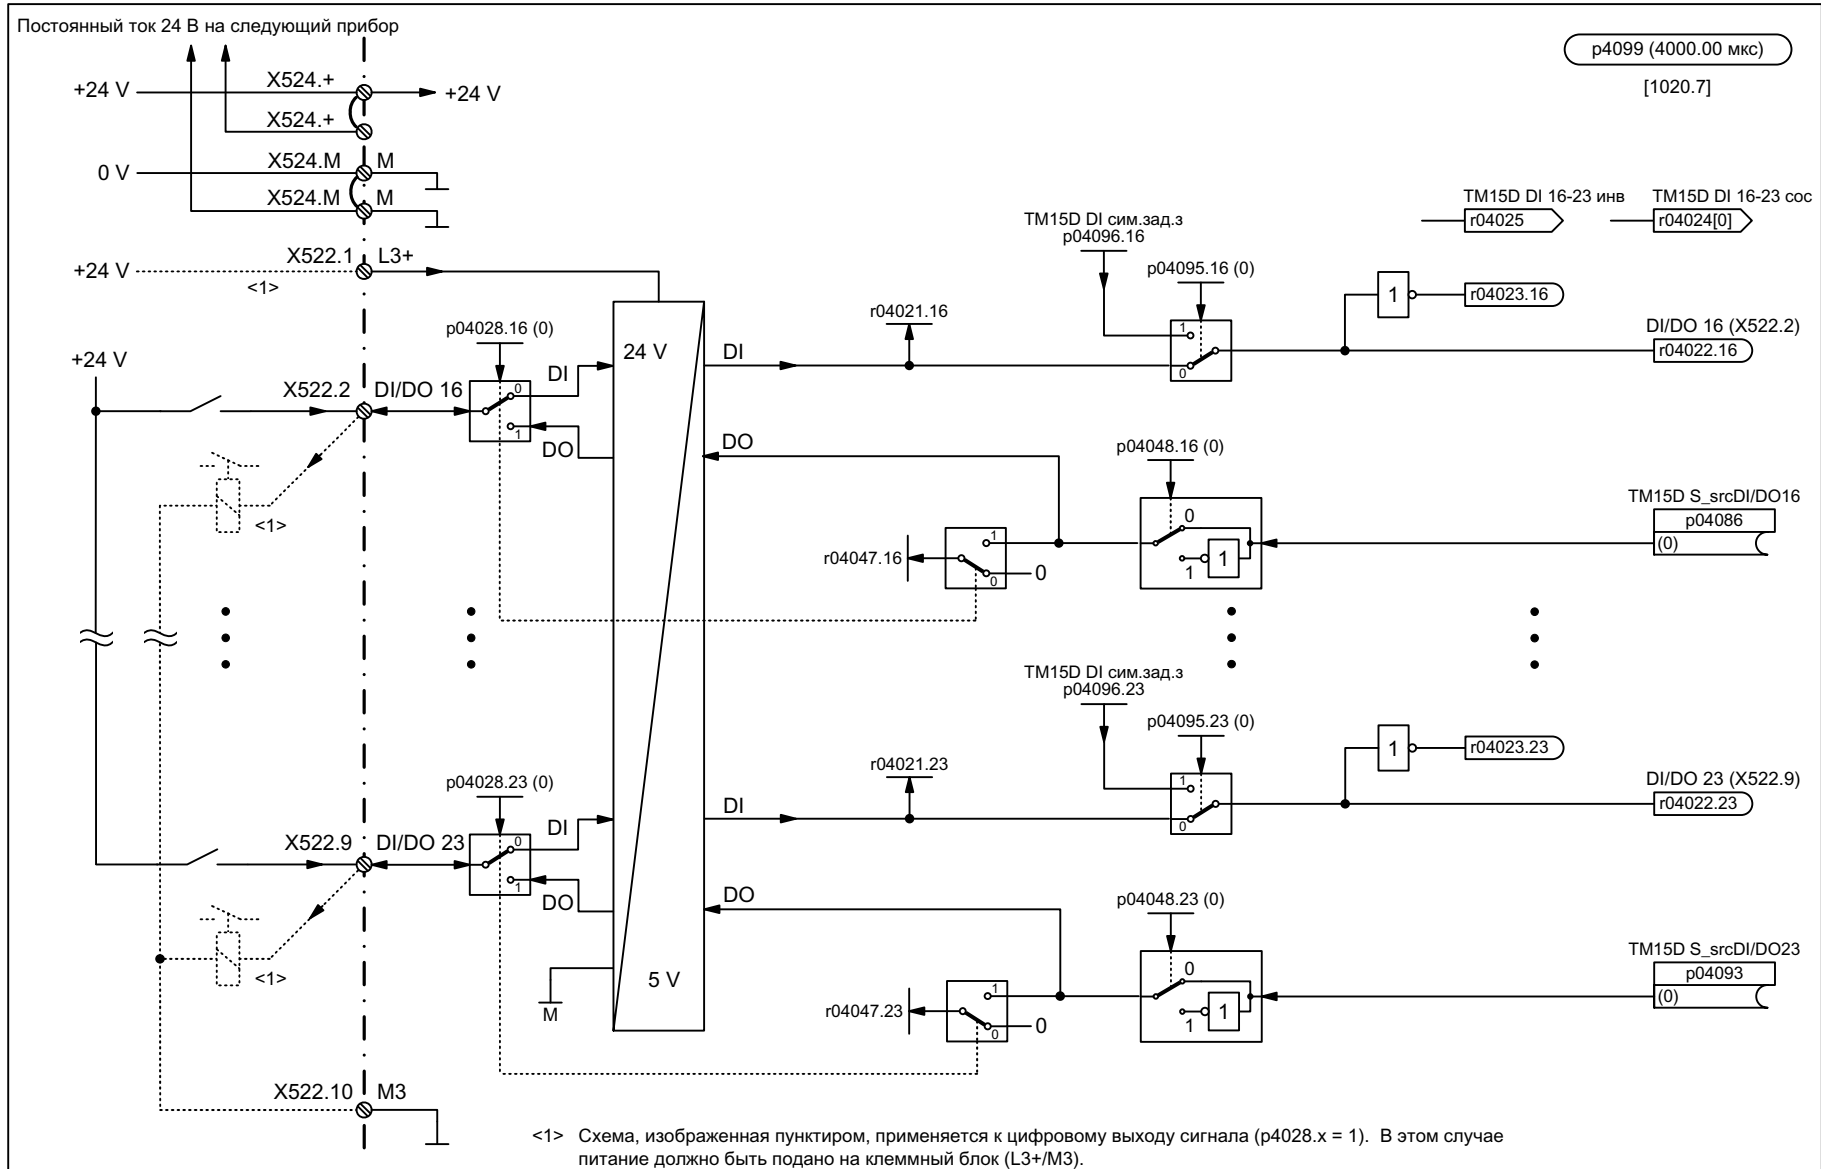 Постоянный ток 24 В на следующий прибор
p4099 (4000.00 мкс)
[1020.7]
+24 V
X524.+
+24 V
X524.+
0 V
X524.M
M
X524.M
M
+24 V
<1>
X522.1
L3+
TM15D DI 16-23 инв
r04025
TM15D DI 16-23 сос
r04024[0]
TM15D DI сим.зад.з
p04096.16
p04095.16 (0)
1
0
1
r04023.16
DI/DO 16 (X522.2)
r04022.16
r04021.16
p04028.16 (0)
24 V
DI
DI
+24 V
X522.2
DI/DO 16
0
1
DO
DO
<1>
p04048.16 (0)
0
1
1
TM15D S_srcDI/DO16
p04086
(0)
r04047.16
1
0
0
TM15D DI сим.зад.з
p04096.23
p04095.23 (0)
1
0
1
r04023.23
DI/DO 23 (X522.9)
r04022.23
r04021.23
p04028.23 (0)
DI
DI
X522.9
DI/DO 23
0
1
DO
DO
<1>
p04048.23 (0)
0
1
1
TM15D S_srcDI/DO23
p04093
(0)
r04047.23
1
0
0
5 V
M
X522.10
M3
<1> Схема, изображенная пунктиром, применяется к цифровому выходу сигнала (p4028.x = 1). В этом случае
питание должно быть подано на клеммный блок (L3+/M3).